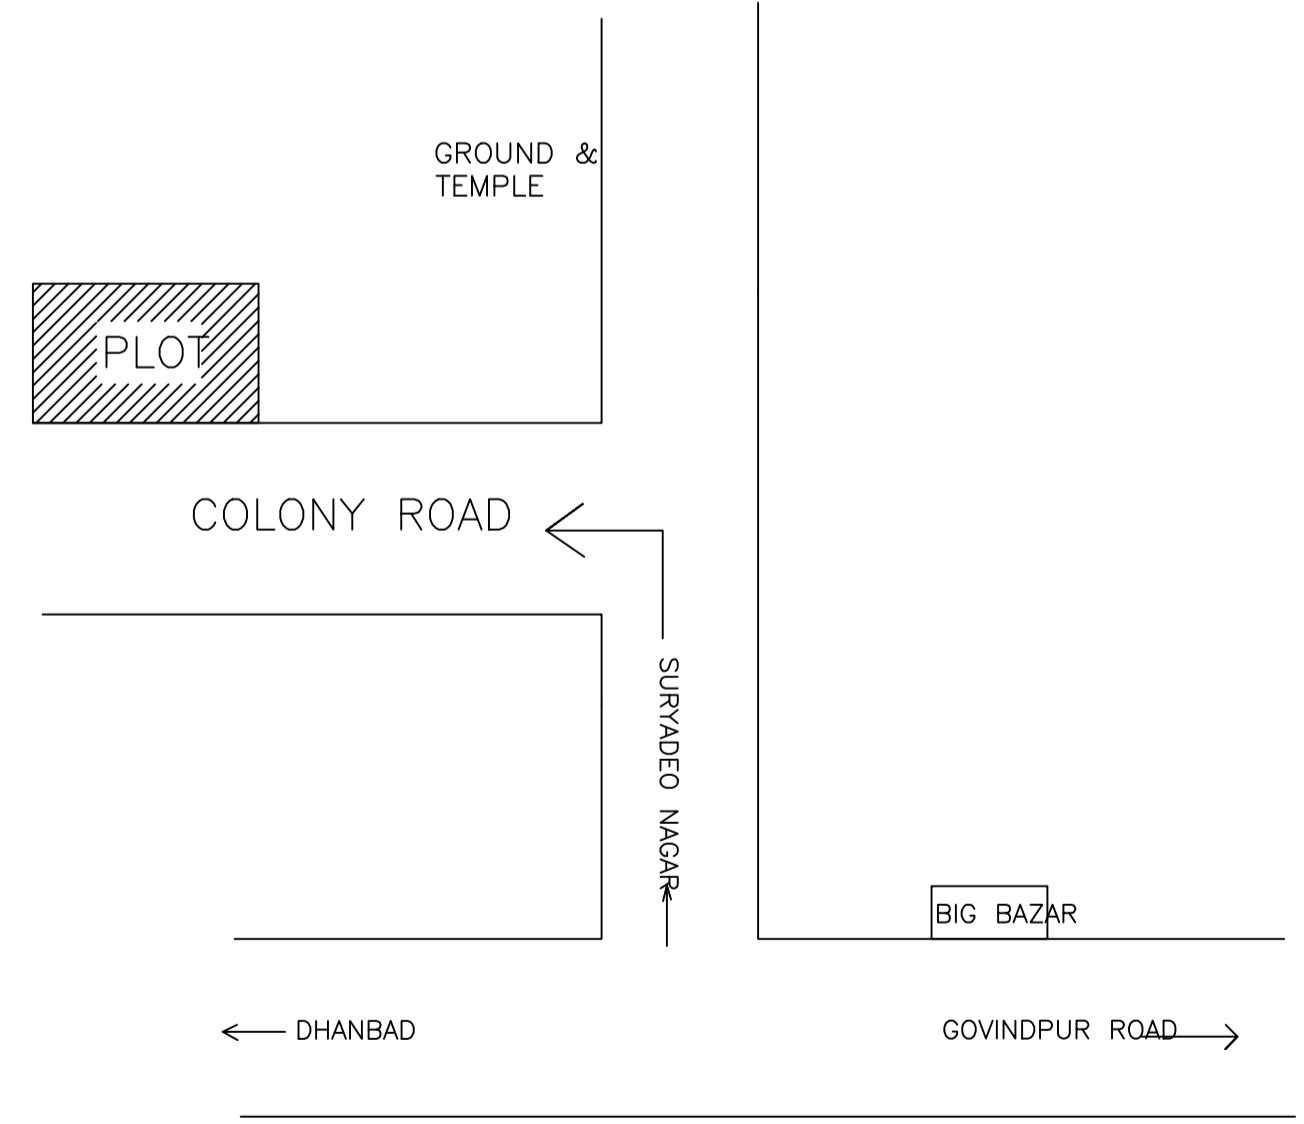 GROUND &
TEMPLE
PLOT
COLONY ROAD
SURYADEO NAGAR
BIG BAZAR
DHANBAD
GOVINDPUR ROAD